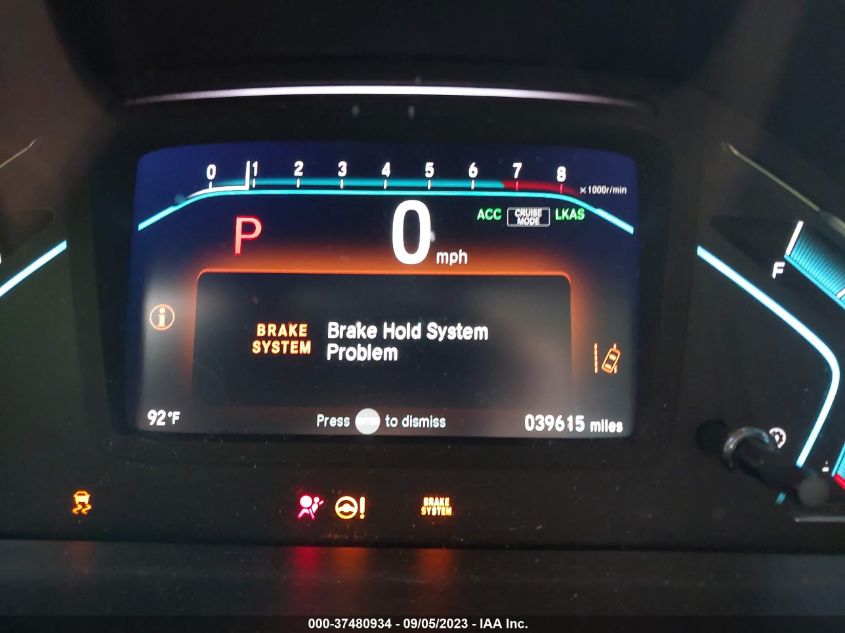 0 1 2 3 4 5 6 7 8
×1000r/min
P
0 mph
ACC CRUISE MODE LKAS
F
BRAKE SYSTEM
Brake Hold System
Problem
92°F
Press ENTER to dismiss
039615 miles
BRAKE SYSTEM
000-37480934 - 09/05/2023 - IAA Inc.